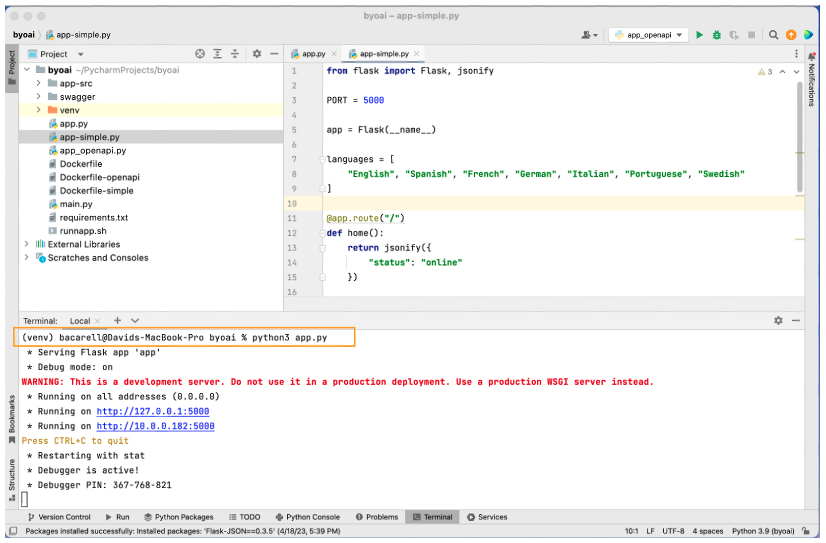 byoai – app-simple.py
byoai 〉 app-simple.py
app_openapi
Project
app.py
app-simple.py
Project
byoai ~/PycharmProjects/byoai
app-src
swagger
venv
app.py
app-simple.py
app_openapi.py
Dockerfile
Dockerfile-openapi
Dockerfile-simple
main.py
requirements.txt
runnapp.sh
External Libraries
Scratches and Consoles
3
Notifications
1 from flask import Flask, jsonify
2
3 PORT = 5000
4
5 app = Flask(__name__)
6
7 languages = [
8 "English", "Spanish", "French", "German", "Italian", "Portuguese", "Swedish"
9 ]
10
11 @app.route("/")
12 def home():
13 return jsonify({
14 "status": "online"
15 })
16
Terminal: Local
(venv) bacarell@Davids-MacBook-Pro byoai % python3 app.py
* Serving Flask app 'app'
* Debug mode: on
WARNING: This is a development server. Do not use it in a production deployment. Use a production WSGI server instead.
* Running on all addresses (0.0.0.0)
* Running on http://127.0.0.1:5000
* Running on http://10.0.0.182:5000
Press CTRL+C to quit
* Restarting with stat
* Debugger is active!
* Debugger PIN: 367-768-821
Bookmarks
Structure
Version Control Run Python Packages TODO Python Console Problems Terminal Services
Packages installed successfully: Installed packages: 'Flask-JSON==0.3.5' (4/18/23, 5:39 PM) 10:1 LF UTF-8 4 spaces Python 3.9 (byoai)